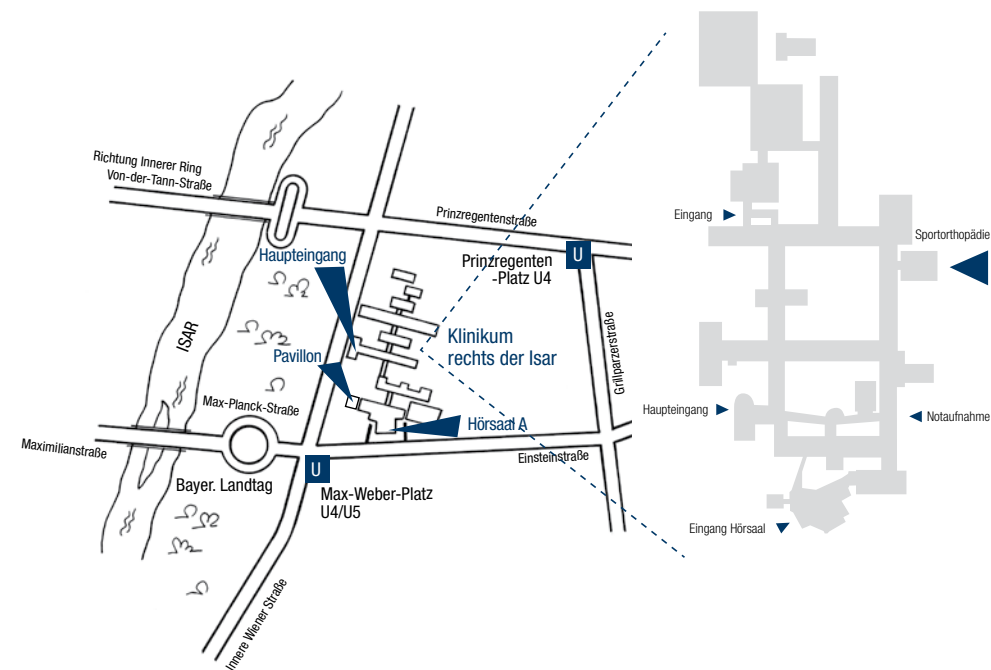 Richtung Innerer Ring
Von-der-Tann-Straße
Prinzregentenstraße
Haupteingang
U
Prinzregenten
-Platz U4
ISAR
Pavillon
Klinikum
rechts der Isar
Grillparzerstraße
Max-Planck-Straße
Hörsaal A
Maximilianstraße
Einsteinstraße
Bayer. Landtag
U
Max-Weber-Platz
U4/U5
Innere Wiener Straße
Eingang
Sportorthopädie
Haupteingang
Notaufnahme
Eingang Hörsaal